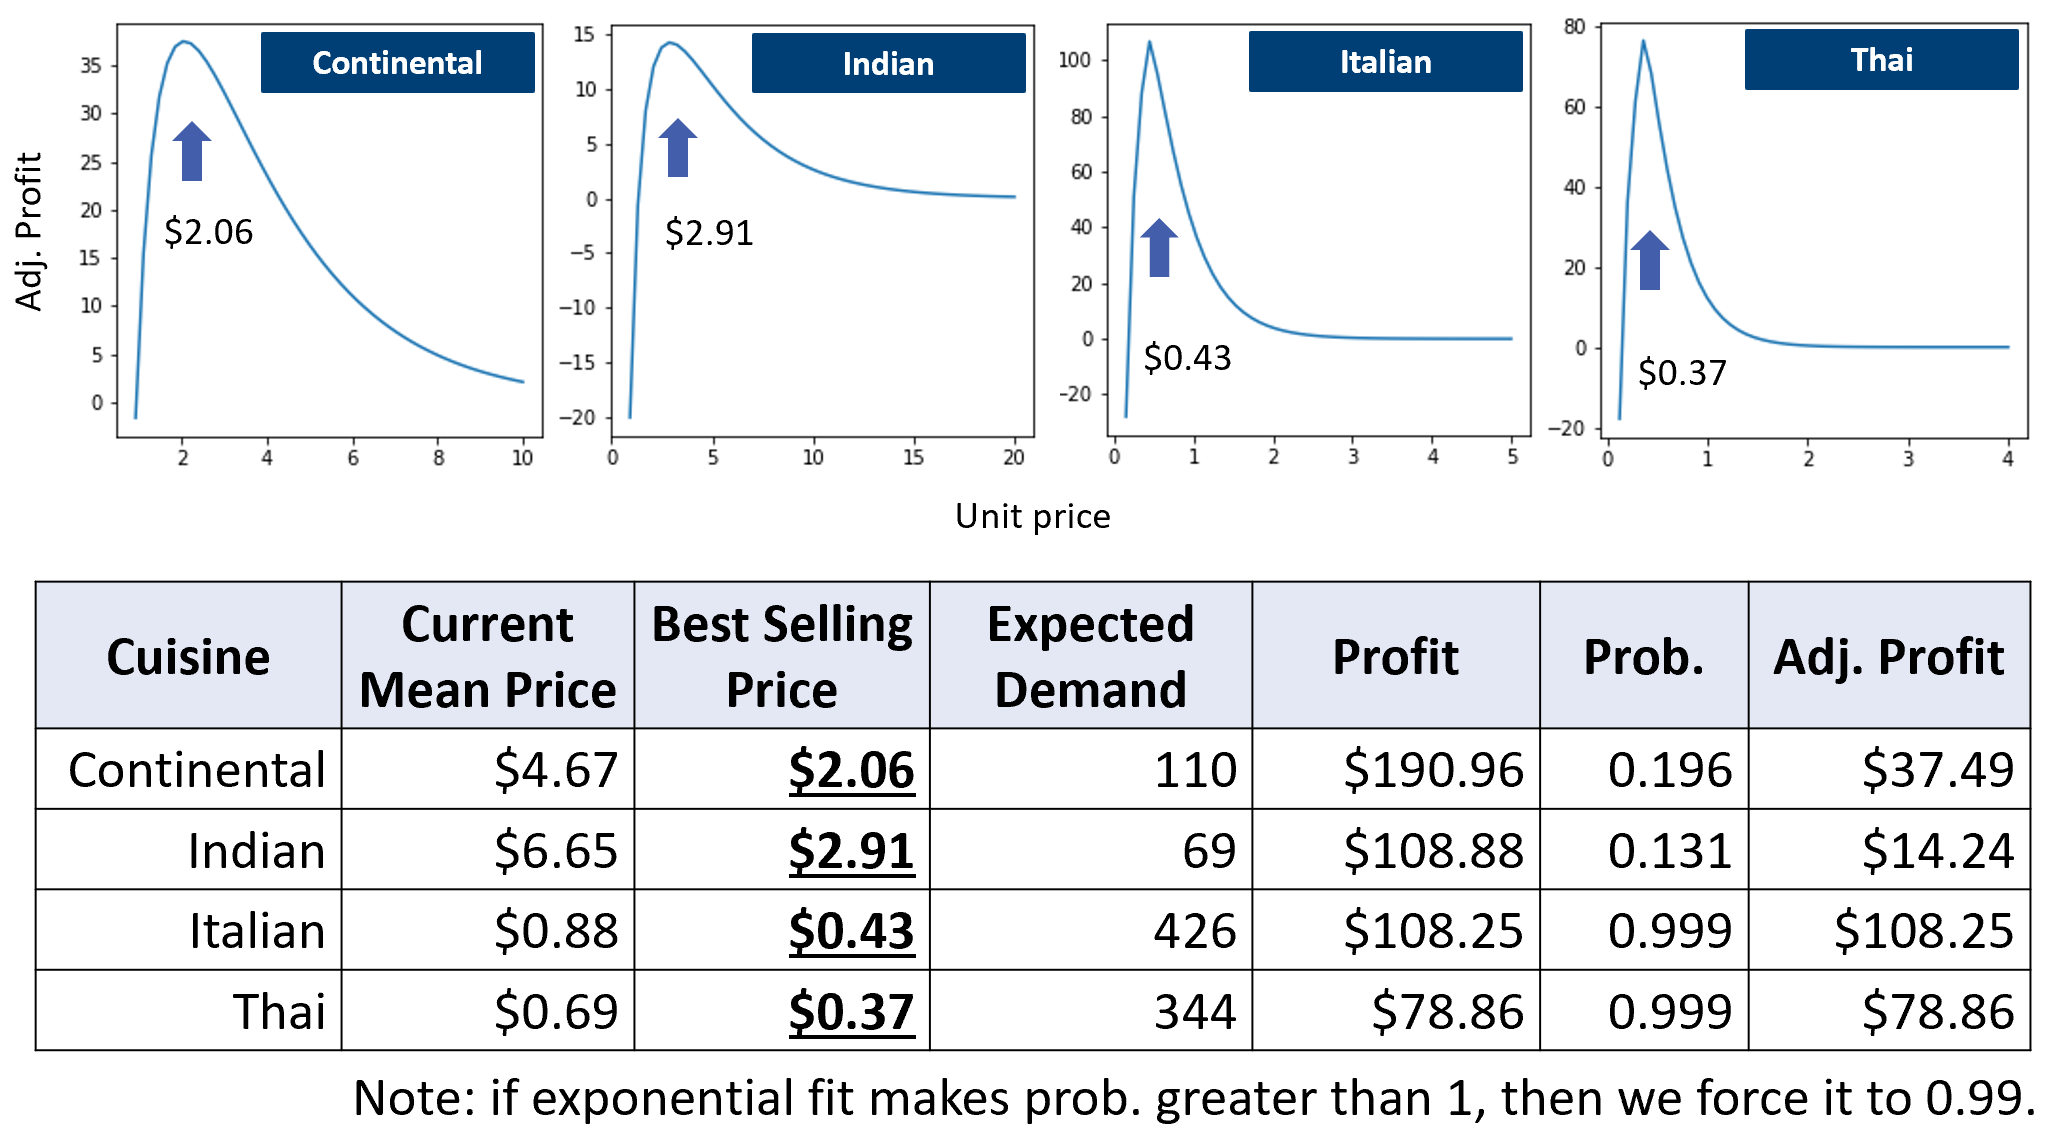 Adj. Profit
Continental
35
30
25
20
15
10
5
0
2 4 6 8 10
$2.06
Indian
15
10
5
0
−5
−10
−15
−20
0 5 10 15 20
$2.91
Italian
100
80
60
40
20
0
−20
0 1 2 3 4 5
$0.43
Thai
80
60
40
20
0
−20
0 1 2 3 4
$0.37
Unit price
Cuisine Current Mean Price Best Selling Price Expected Demand Profit Prob. Adj. Profit
Continental $4.67 $2.06 110 $190.96 0.196 $37.49
Indian $6.65 $2.91 69 $108.88 0.131 $14.24
Italian $0.88 $0.43 426 $108.25 0.999 $108.25
Thai $0.69 $0.37 344 $78.86 0.999 $78.86
Note: if exponential fit makes prob. greater than 1, then we force it to 0.99.